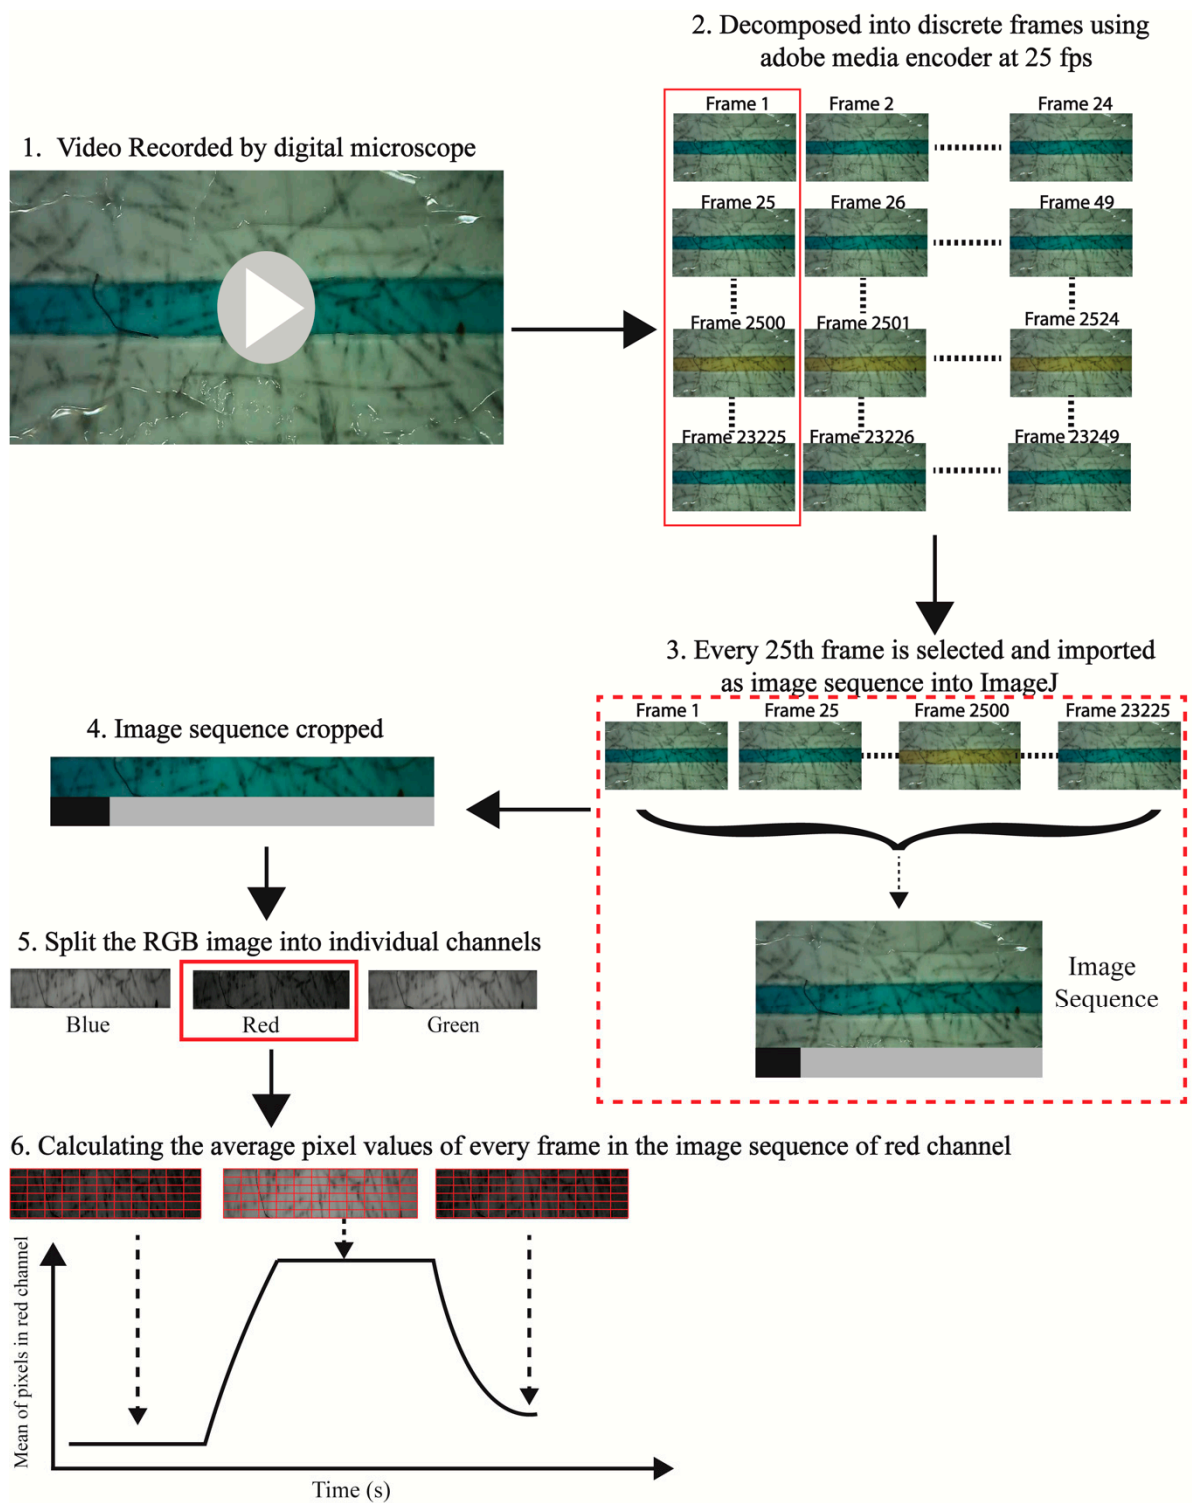 2. Decomposed into discrete frames using
adobe media encoder at 25 fps
1. Video Recorded by digital microscope
Frame 1
Frame 2
Frame 24
Frame 25
Frame 26
Frame 49
Frame 2500
Frame 2501
Frame 2524
Frame 23225
Frame 23226
Frame 23249
3. Every 25th frame is selected and imported
as image sequence into ImageJ
Frame 1
Frame 25
Frame 2500
Frame 23225
Image
Sequence
4. Image sequence cropped
5. Split the RGB image into individual channels
Blue
Red
Green
6. Calculating the average pixel values of every frame in the image sequence of red channel
Mean of pixels in red channel
Time (s)